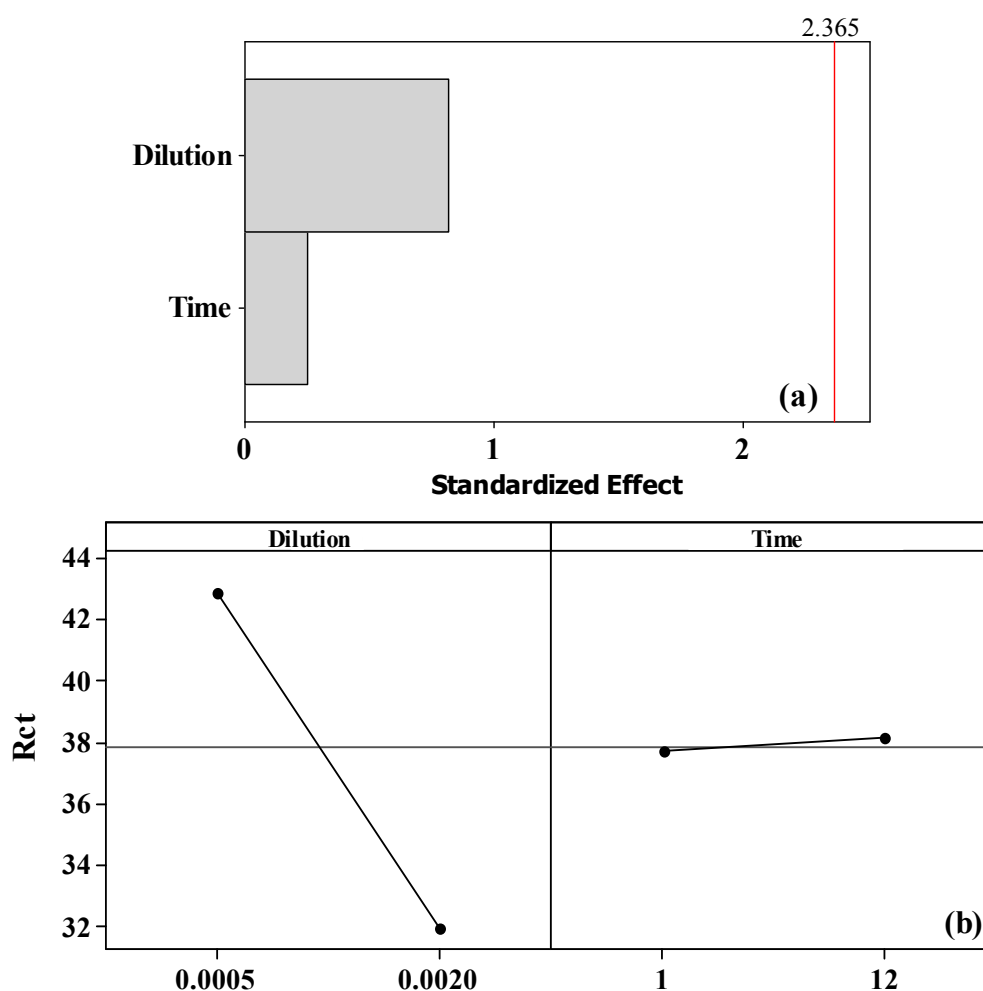 2.365
Dilution
Time
(a)
0 1 2
Standardized Effect
Dilution Time
44
42
40
38
36
34
32
Rct
(b)
0.0005 0.0020 1 12